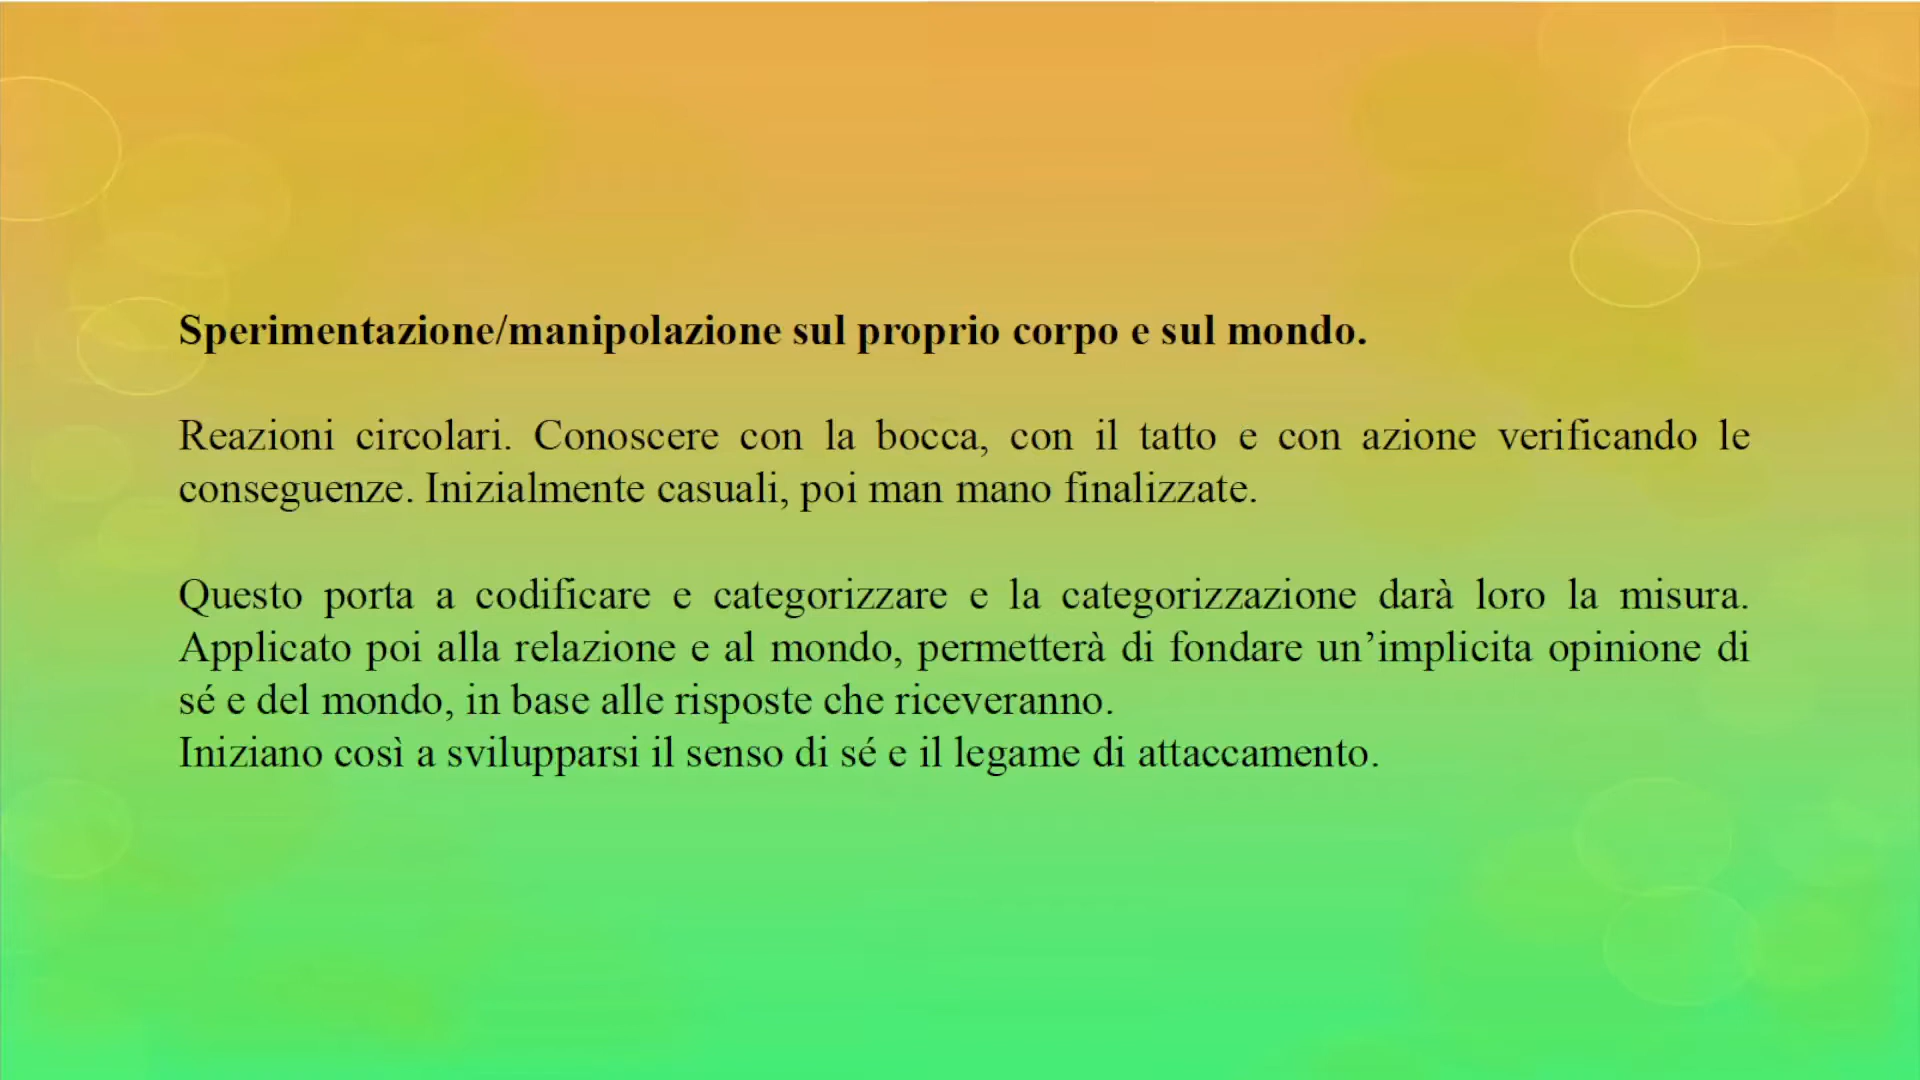 Sperimentazione/manipolazione sul proprio corpo e sul mondo.
Reazioni circolari. Conoscere con la bocca, con il tatto e con azione verificando le
conseguenze. Inizialmente casuali, poi man mano finalizzate.
Questo porta a codificare e categorizzare e la categorizzazione darà loro la misura.
Applicato poi alla relazione e al mondo, permetterà di fondare un’implicita opinione di
sé e del mondo, in base alle risposte che riceveranno.
Iniziano così a svilupparsi il senso di sé e il legame di attaccamento.